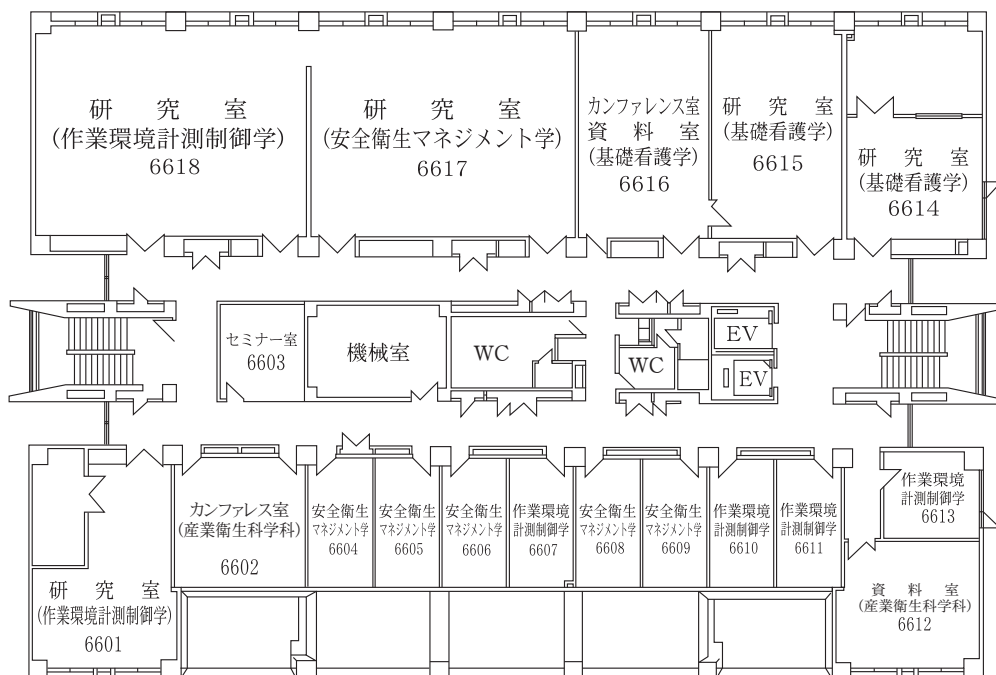 研究室
(作業環境計測制御学)
6618
研究室
(安全衛生マネジメント学)
6617
カンファレンス室
資料室
(基礎看護学)
6616
研究室
(基礎看護学)
6615
研究室
(基礎看護学)
6614
セミナー室
6603
機械室
WC
WC
EV
EV
研究室
(作業環境計測制御学)
6601
カンファレス室
(産業衛生科学科)
6602
安全衛生
マネジメント学
6604
安全衛生
マネジメント学
6605
安全衛生
マネジメント学
6606
作業環境
計測制御学
6607
安全衛生
マネジメント学
6608
安全衛生
マネジメント学
6609
作業環境
計測制御学
6610
作業環境
計測制御学
6611
作業環境
計測制御学
6613
資料室
(産業衛生科学科)
6612